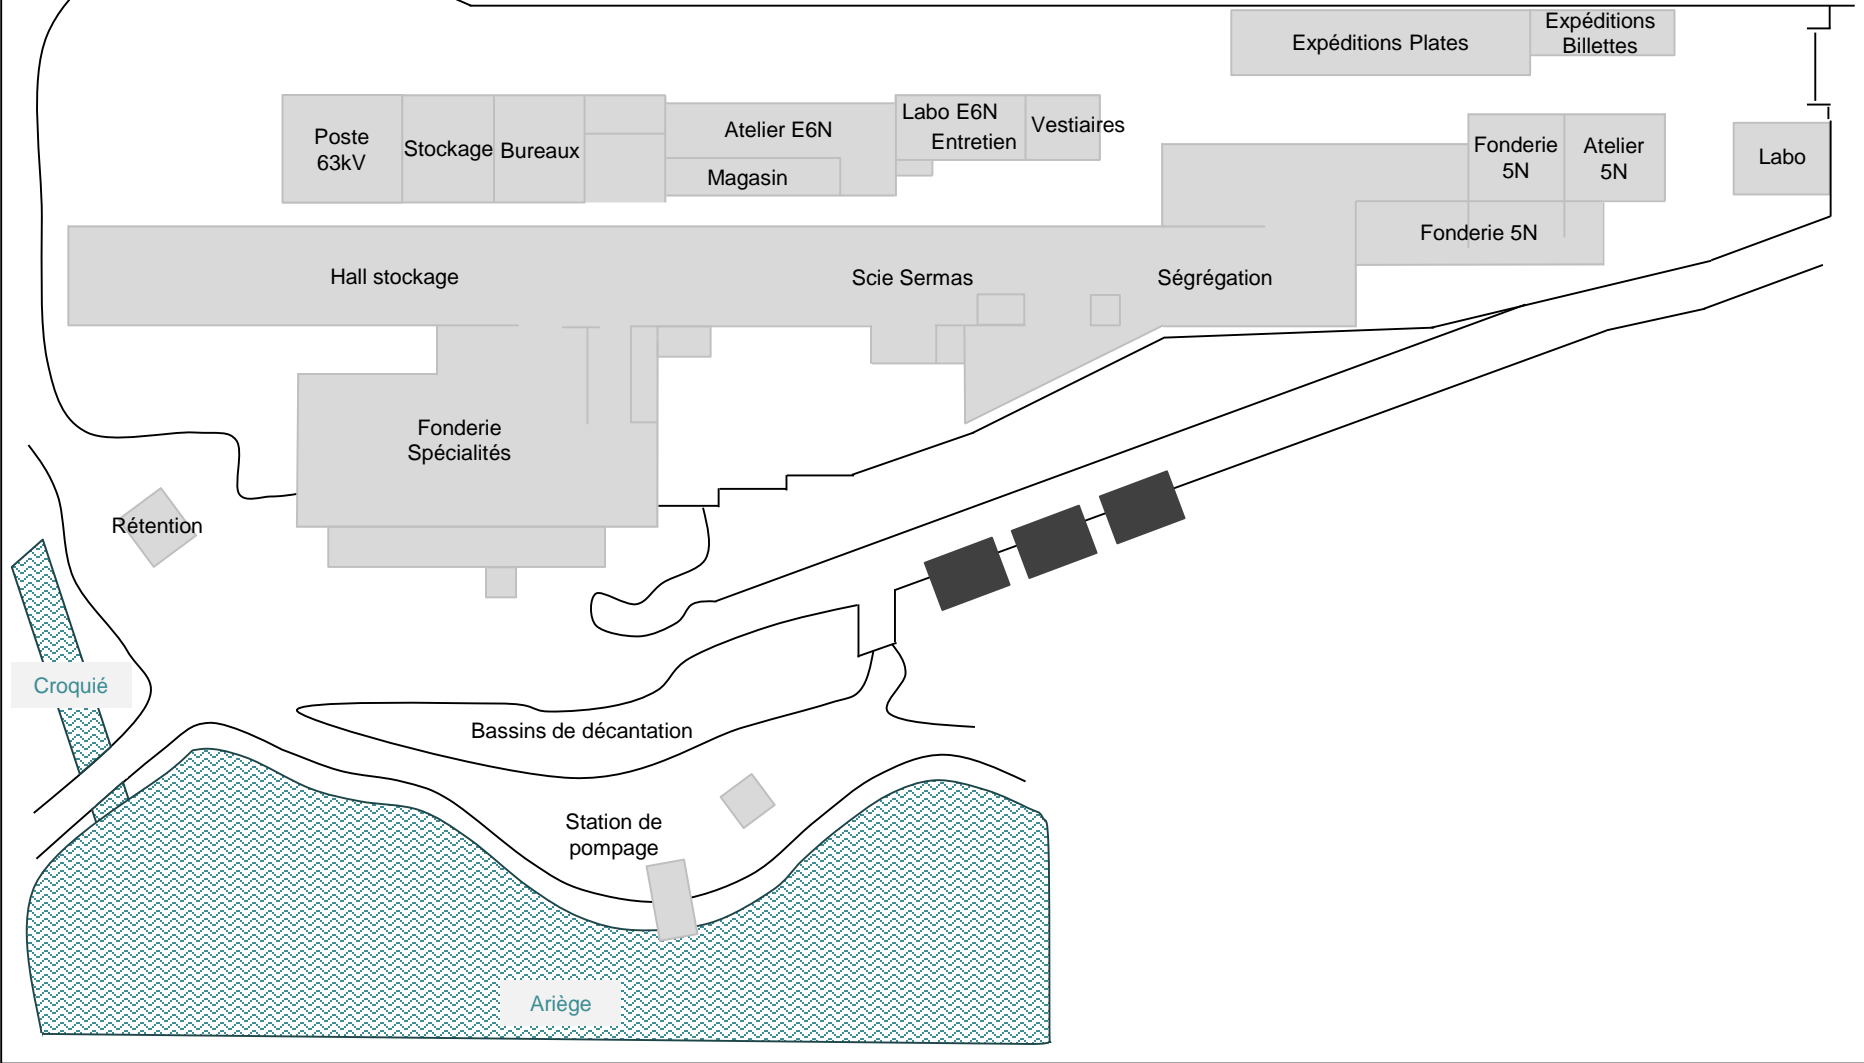 Expéditions Plates
Expéditions
Billettes
Poste
63kV
Stockage
Bureaux
Atelier E6N
Magasin
Labo E6N
Entretien
Vestiaires
Fonderie
5N
Atelier
5N
Labo
Fonderie 5N
Hall stockage
Scie Sermas
Ségrégation
Fonderie
Spécialités
Rétention
Croquié
Bassins de décantation
Station de
pompage
Ariège